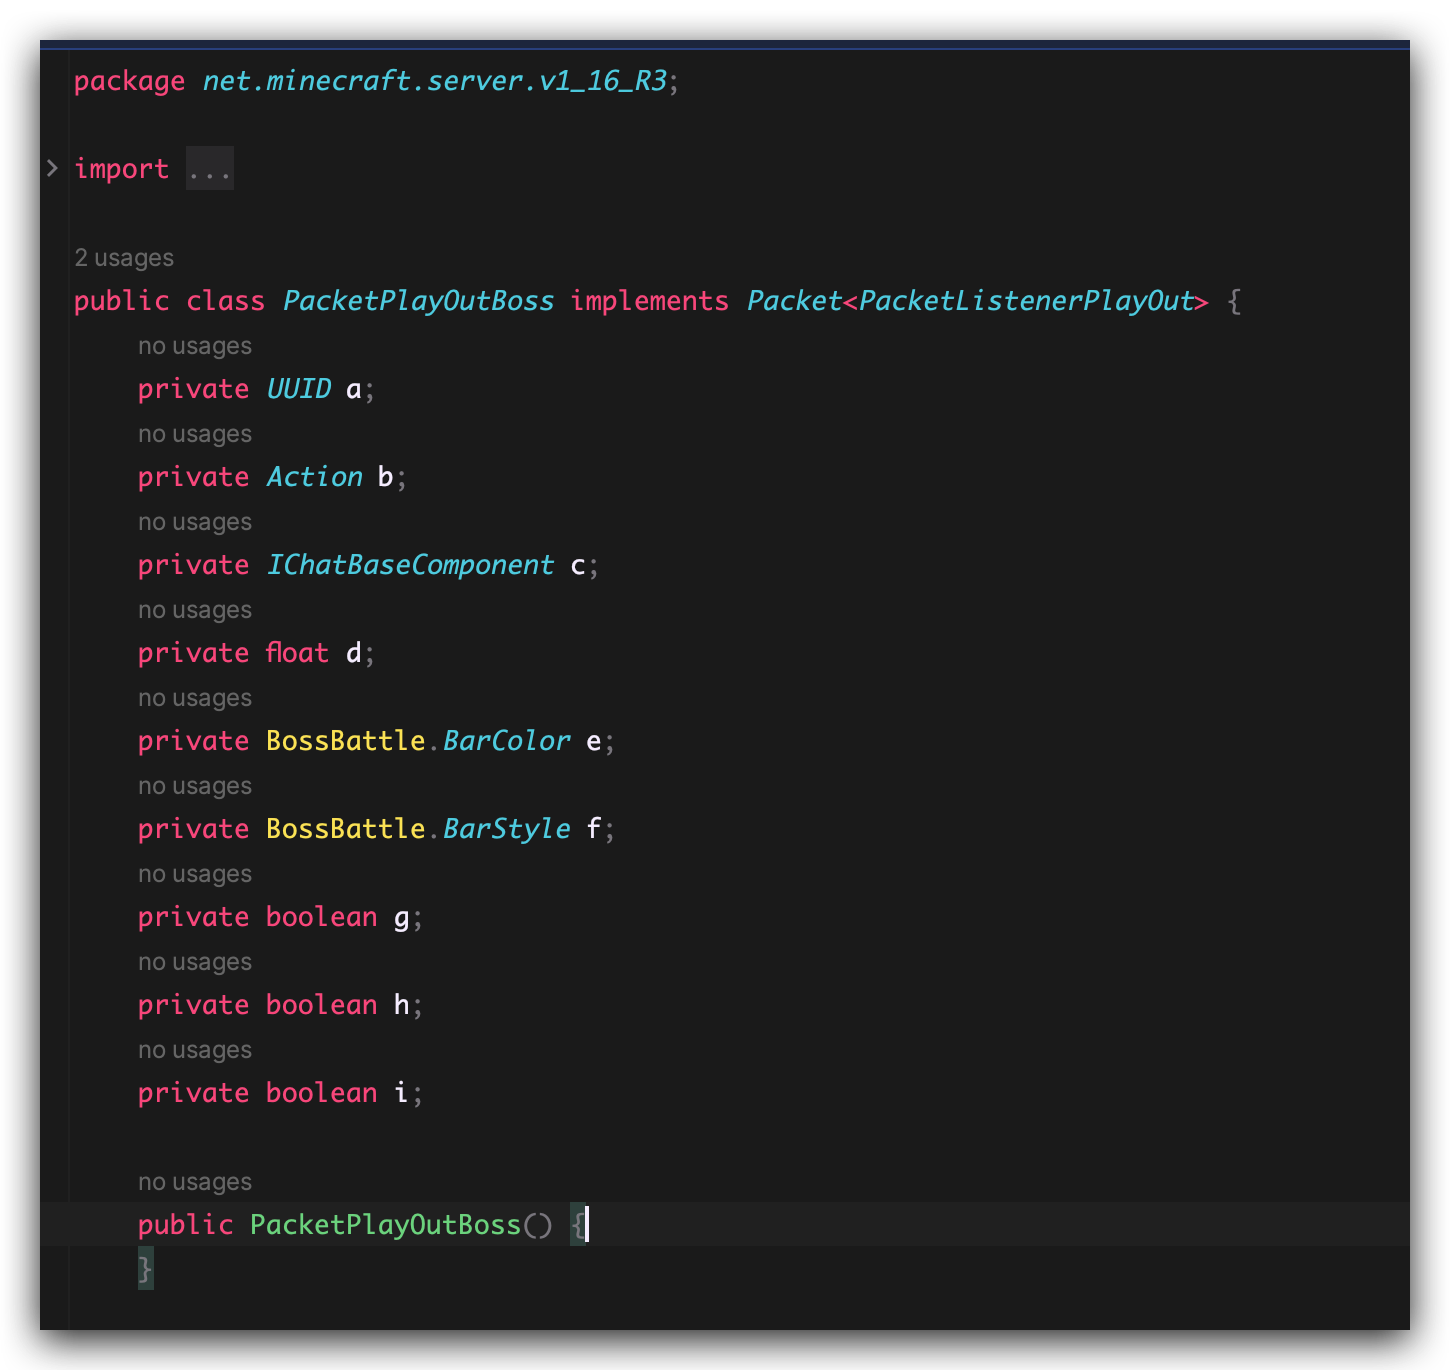 package net.minecraft.server.v1_16_R3;
import ...
2 usages
public class PacketPlayOutBoss implements Packet<PacketListenerPlayOut> {
no usages
private UUID a;
no usages
private Action b;
no usages
private IChatBaseComponent c;
no usages
private float d;
no usages
private BossBattle.BarColor e;
no usages
private BossBattle.BarStyle f;
no usages
private boolean g;
no usages
private boolean h;
no usages
private boolean i;
no usages
public PacketPlayOutBoss() {
}